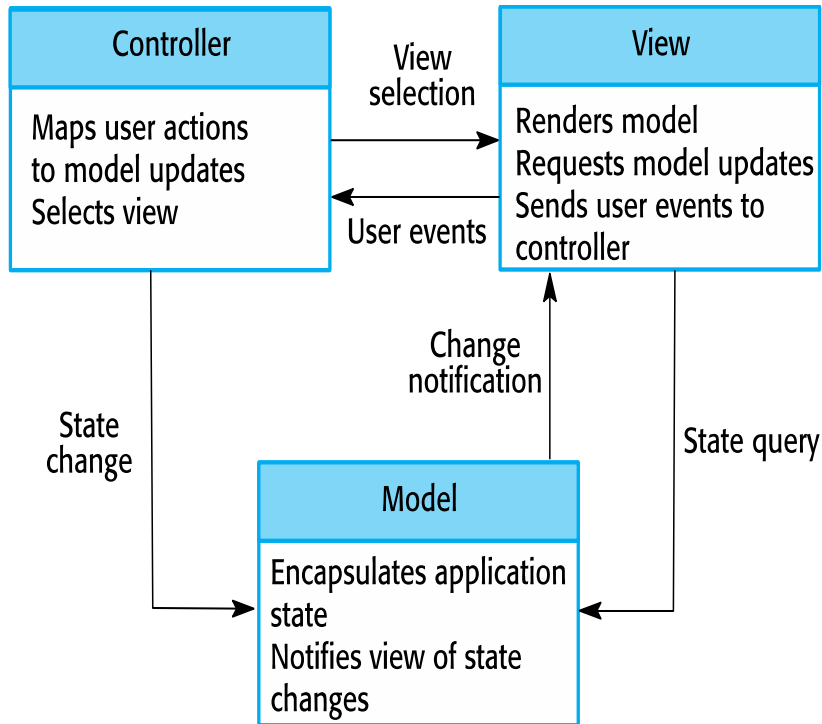 Controller
Maps user actions
to model updates
Selects view
View
selection
User events
View
Renders model
Requests model updates
Sends user events to
controller
Change
notification
State
change
State query
Model
Encapsulates application
state
Notifies view of state
changes